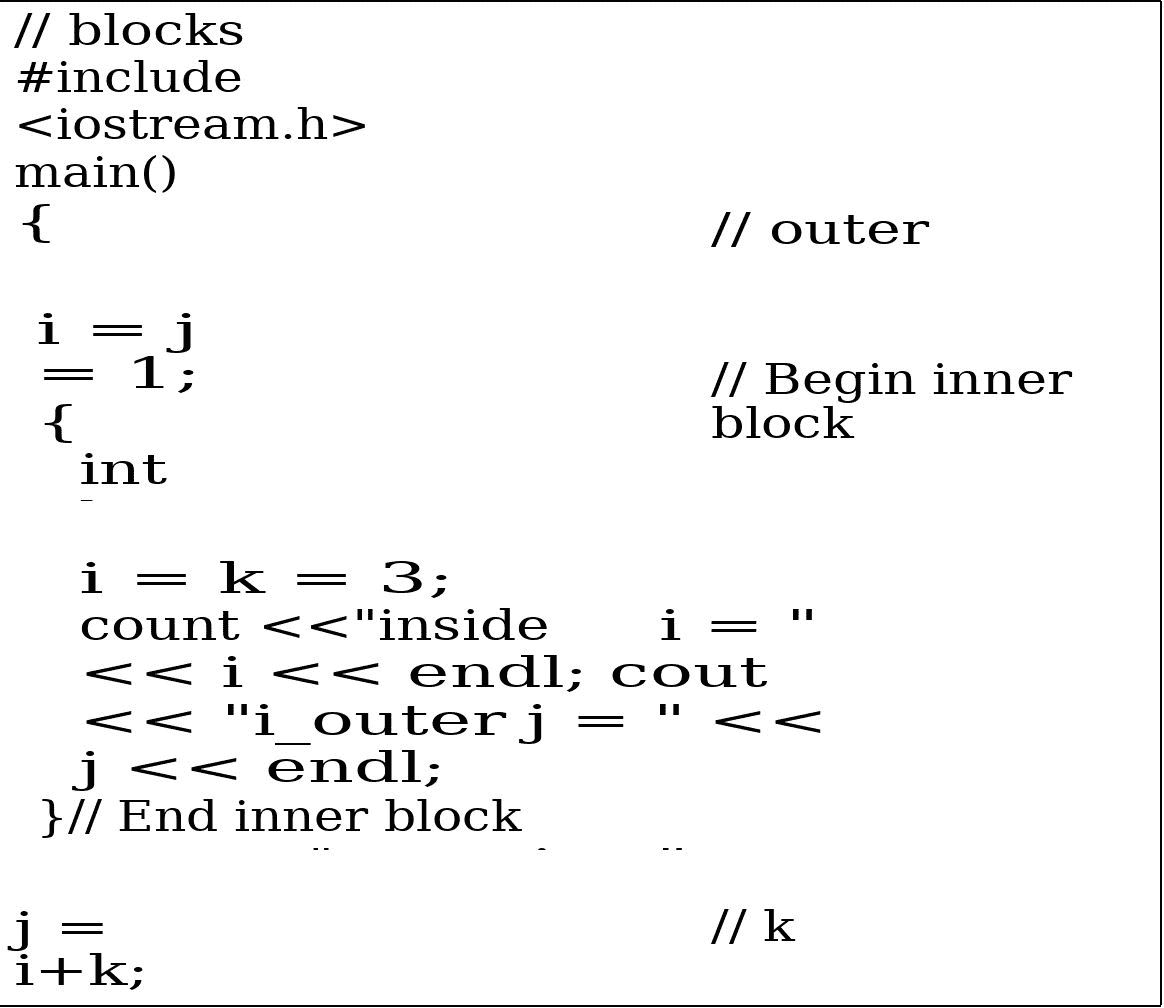 // blocks
#include
<iostream.h>
main()
{ // outer
i = j
= 1;
{ // Begin inner
block
int
i = k = 3;
count <<"inside i = "
<< i << endl; cout
<< "i_outer j = " <<
j << endl;
}// End inner block
j = // k
i+k;